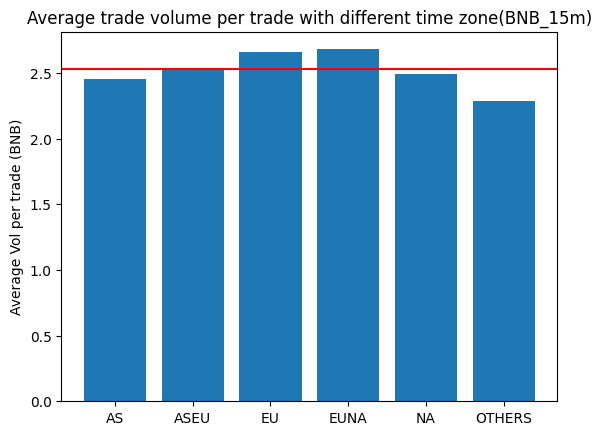 Average trade volume per trade with different time zone(BNB_15m)
Average Vol per trade (BNB)
2.5
2.0
1.5
1.0
0.5
0.0
AS ASEU EU EUNA NA OTHERS